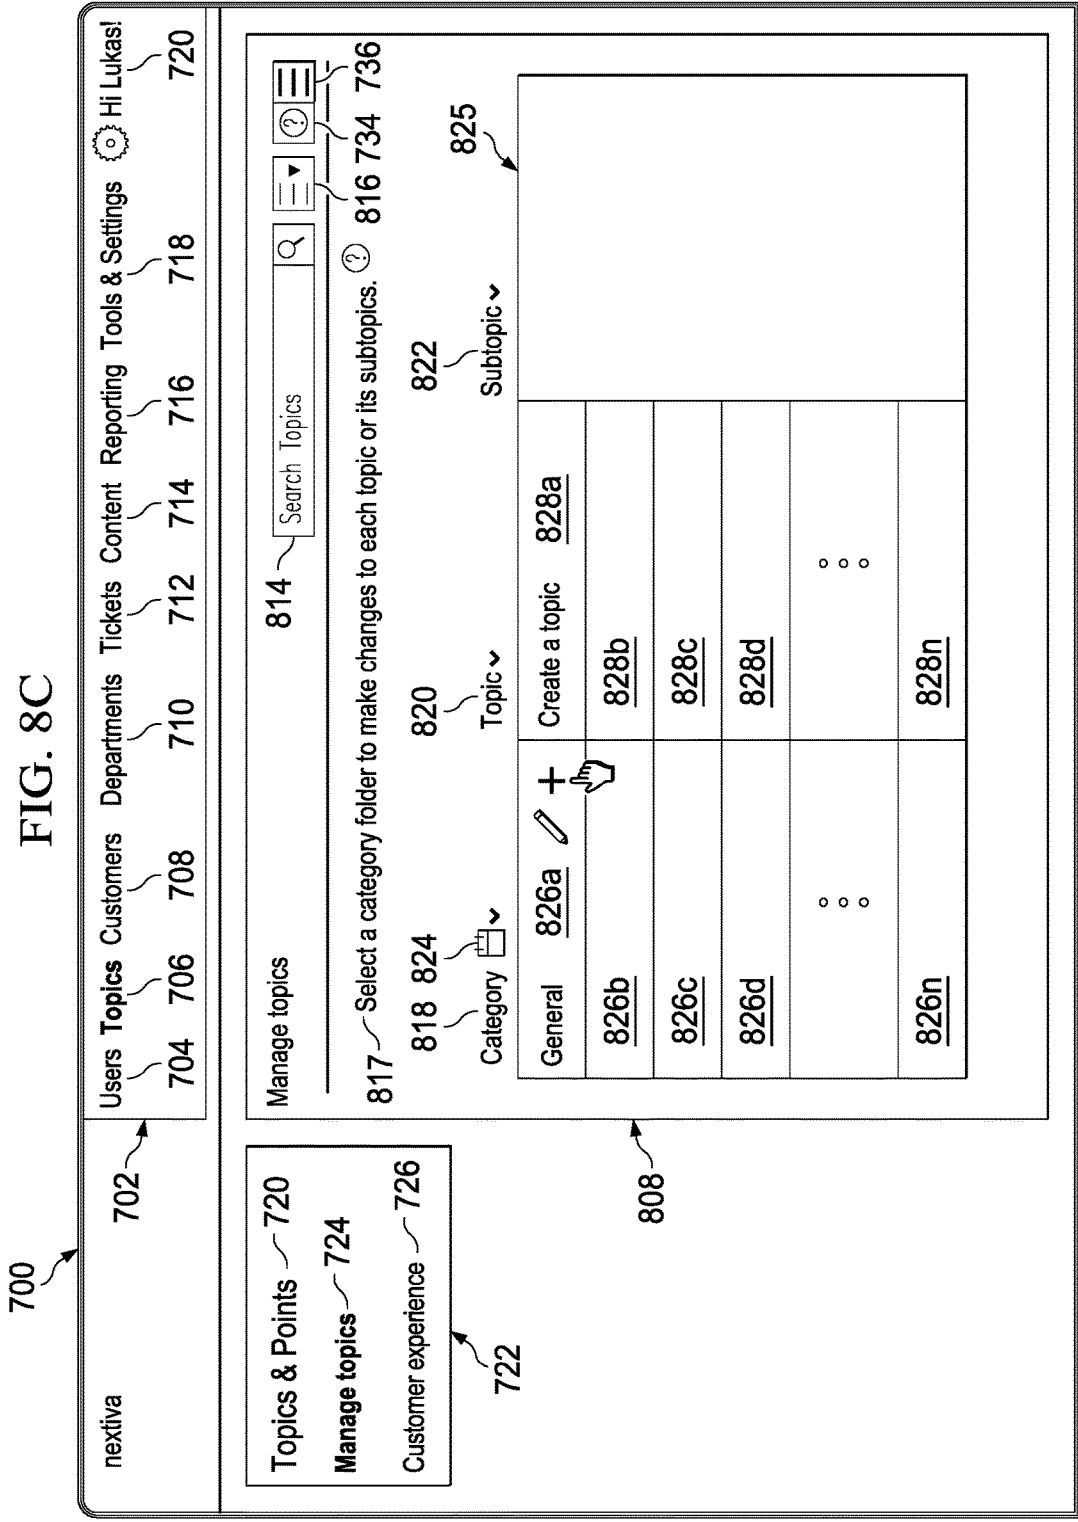 FIG. 8C
700
nextiva
Users Topics Customers Departments Tickets Content Reporting Tools & Settings Hi Lukas!
702 704 706 708 710 712 714 716 718 720
Topics & Points 720
Manage topics 724
Customer experience 726
722
Manage topics
814 Search Topics ?
816 734 736
817 Select a category folder to make changes to each topic or its subtopics. ?
818 824 820 822 825
Category Topic Subtopic
General 826a + Create a topic 828a
826b 828b
826c 828c
826d 828d
826n 828n
808